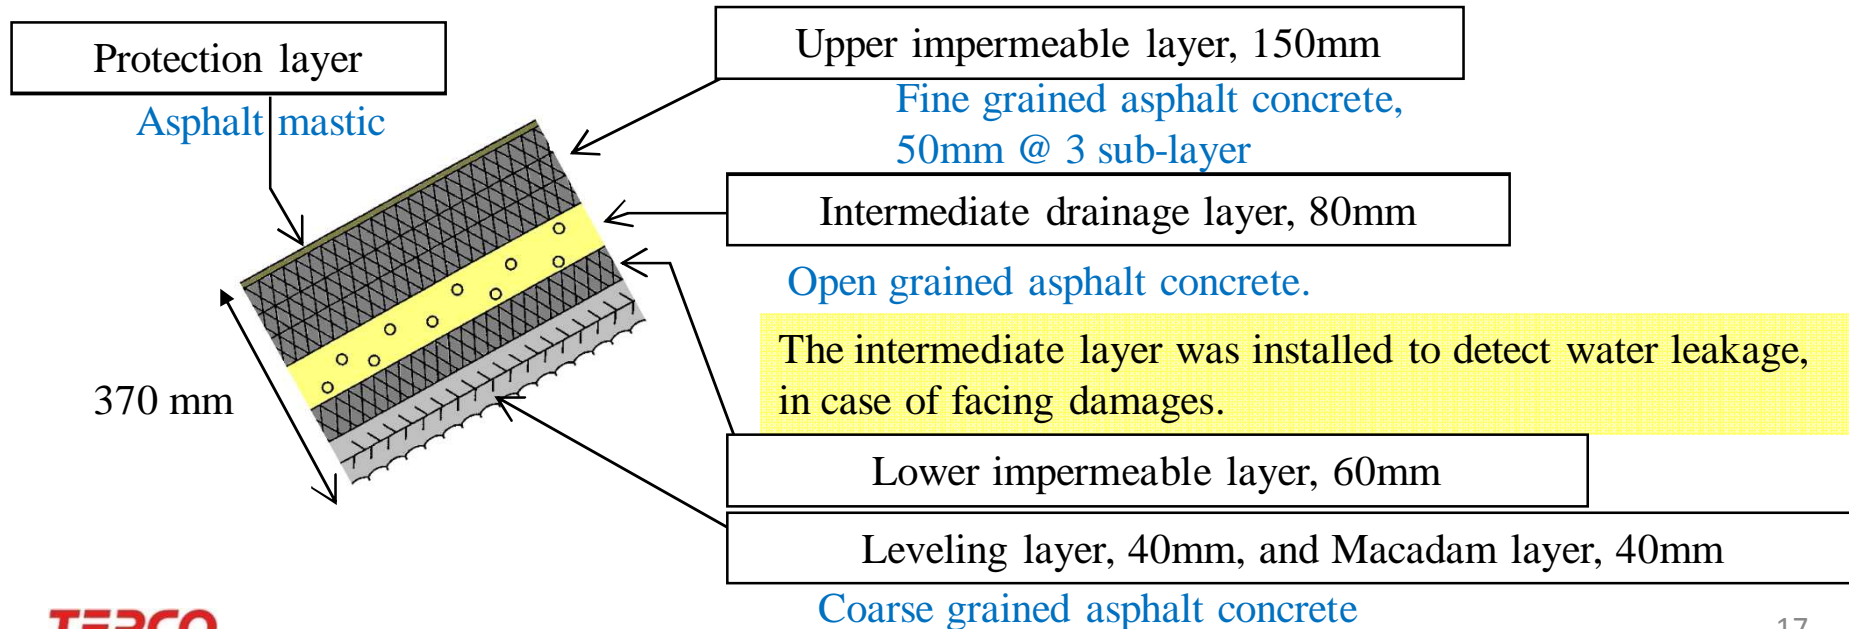 Protection layer
Asphalt mastic
Upper impermeable layer, 150mm
Fine grained asphalt concrete,
50mm @ 3 sub-layer
Intermediate drainage layer, 80mm
Open grained asphalt concrete.
The intermediate layer was installed to detect water leakage,
in case of facing damages.
370 mm
Lower impermeable layer, 60mm
Leveling layer, 40mm, and Macadam layer, 40mm
Coarse grained asphalt concrete
TEPCO
17